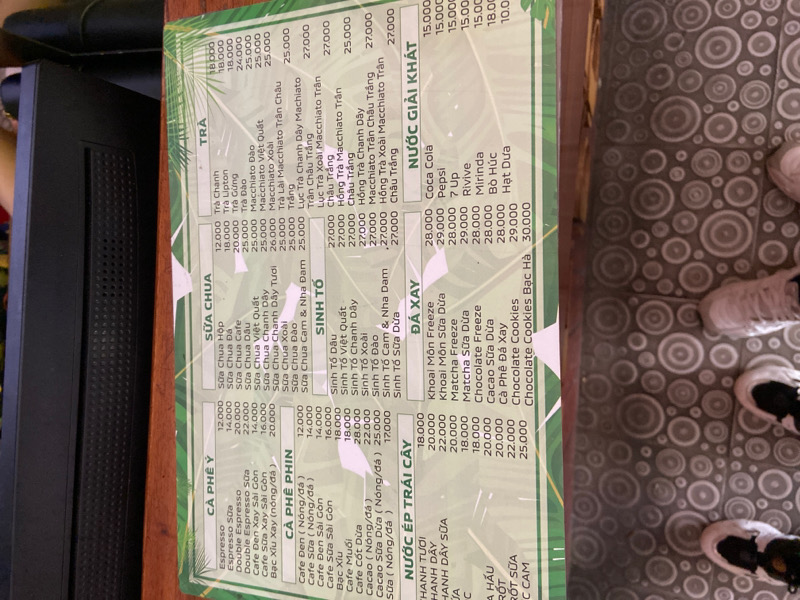 CÀ PHÊ Ý
Espresso 12.000
Espresso Sữa 14.000
Double Espresso 20.000
Double Espresso Sữa 22.000
Cafe Đen Xay Sài Gòn 14.000
Cafe Sữa Xay Sài Gòn 16.000
Bạc Xỉu Xay (nóng/đá) 20.000
CÀ PHÊ PHIN
Cafe Đen ( Nóng/đá ) 12.000
Cafe Sữa ( Nóng/đá ) 14.000
Cafe Đen Sài Gòn 14.000
Cafe Sữa Sài Gòn 16.000
Bạc Xỉu 18.000
Cafe Muối 18.000
Cafe Cốt Dừa 28.000
Cacao ( Nóng/đá ) 22.000
Cacao Sữa Dừa ( Nóng/đá ) 25.000
Sữa ( Nóng/đá ) 17.000
NƯỚC ÉP TRÁI CÂY
HANH TƯƠI 18.000
HANH DÂY 20.000
HANH DÂY SỮA 22.000
20.000
18.000
18.000
HẤU 20.000
RỐT 20.000
RỐT SỮA 22.000
CAM 25.000
SỮA CHUA
Sữa Chua Hộp 12.000
Sữa Chua Đá 18.000
Sữa Chua Cafe 20.000
Sữa Chua Dâu 25.000
Sữa Chua Việt Quất 25.000
Sữa Chua Chanh Dây 25.000
Sữa Chua Chanh Dây Tươi 26.000
Sữa Chua Xoài 25.000
Sữa Chua Đào 25.000
Sữa Chua Cam & Nha Đam 25.000
SINH TỐ
Sinh Tố Dâu 27.000
Sinh Tố Việt Quất 27.000
Sinh Tố Chanh Dây 27.000
Sinh Tố Xoài 27.000
Sinh Tố Đào 27.000
Sinh Tố Cam & Nha Đam 27.000
Sinh Tố Sữa Dừa 27.000
ĐÁ XAY
Khoai Môn Freeze 28.000
Khoai Môn Sữa Dừa 29.000
Matcha Freeze 28.000
Matcha Sữa Dừa 29.000
Chocolate Freeze 28.000
Cacao Sữa Dừa 28.000
Cà Phê Đá Xay 28.000
Chocolate Cookies 29.000
Chocolate Cookies Bạc Hà 30.000
TRÀ
Trà Chanh 18.000
Trà Lipton 18.000
Trà Gừng 18.000
Trà Đào 24.000
Macchiato Đào 25.000
Macchiato Việt Quất 25.000
Macchiato Xoài 25.000
Trà Lài Macchiato Trân Châu
Trắng 25.000
Lục Trà Chanh Dây Machiato
Trân Châu Trắng 27.000
Lục Trà Xoài Macchiato Trân
Châu Trắng 27.000
Hồng Trà Macchiato Trân
Châu Trắng 25.000
Hồng Trà Chanh Dây
Macchiato Trân Châu Trắng 27.000
Hồng Trà Xoài Macchiato Trân
Châu Trắng 27.000
NƯỚC GIẢI KHÁT
Coca Cola 15.000
Pepsi 15.000
7 Up 15.000
Rivive 15.00
Mirinda 15.00
Bò Húc 18.00
Hạt Dưa 10.0